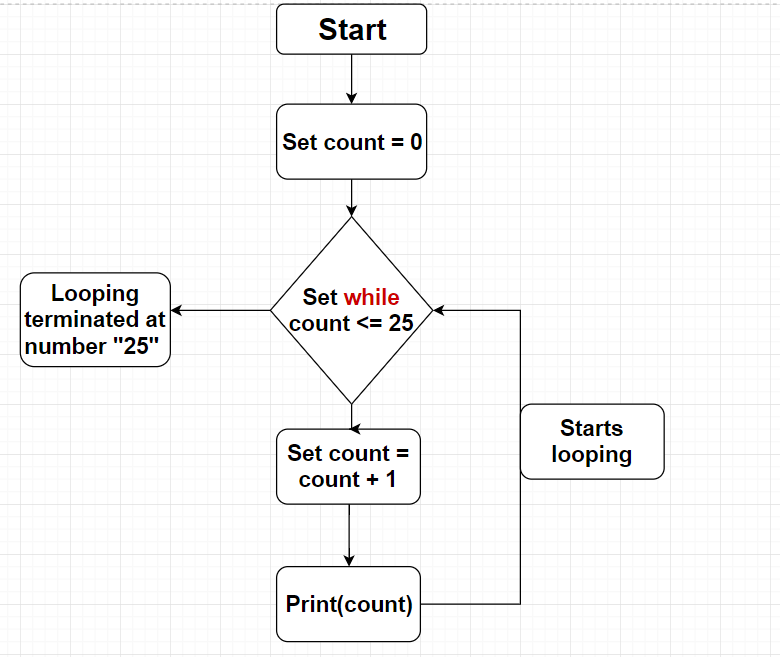 Start
Set count = 0
Set while
count <= 25
Looping
terminated at
number "25"
Set count =
count + 1
Starts
looping
Print(count)